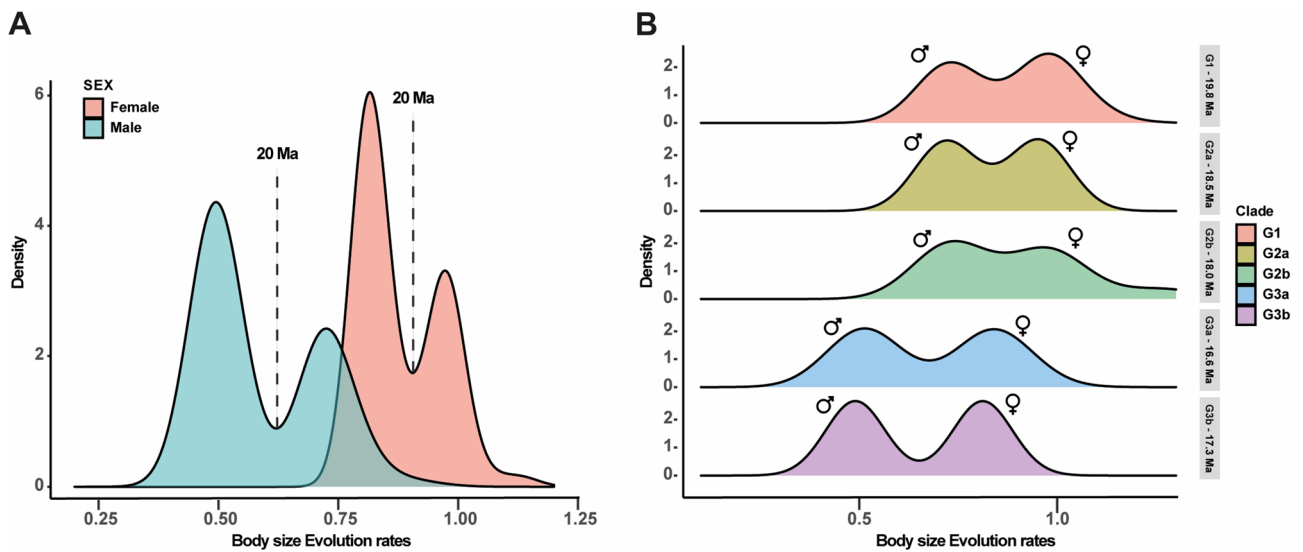 A
SEX
Female
Male
20 Ma
20 Ma
Density
6
4
2
0
0.25
0.50
0.75
1.00
1.25
Body size Evolution rates
B
♂
♀
2
1
0
G1 - 19.8 Ma
♂
♀
2
1
0
G2a - 18.5 Ma
♂
♀
2
1
0
G2b - 18.0 Ma
♂
♀
2
1
0
G3a - 16.6 Ma
♂
♀
2
1
0
G3b - 17.3 Ma
Density
0.5
1.0
Body size Evolution rates
Clade
G1
G2a
G2b
G3a
G3b